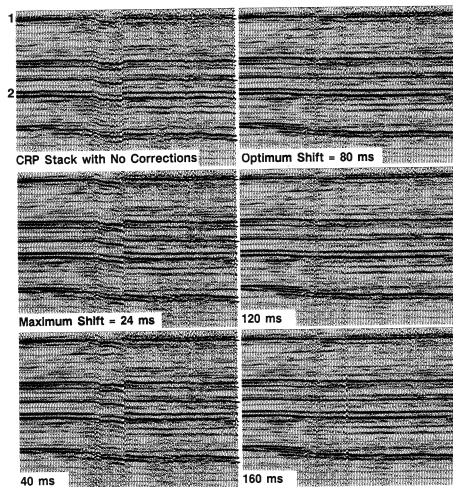 1
2
CRP Stack with No Corrections
Optimum Shift = 80 ms
Maximum Shift = 24 ms
120 ms
40 ms
160 ms